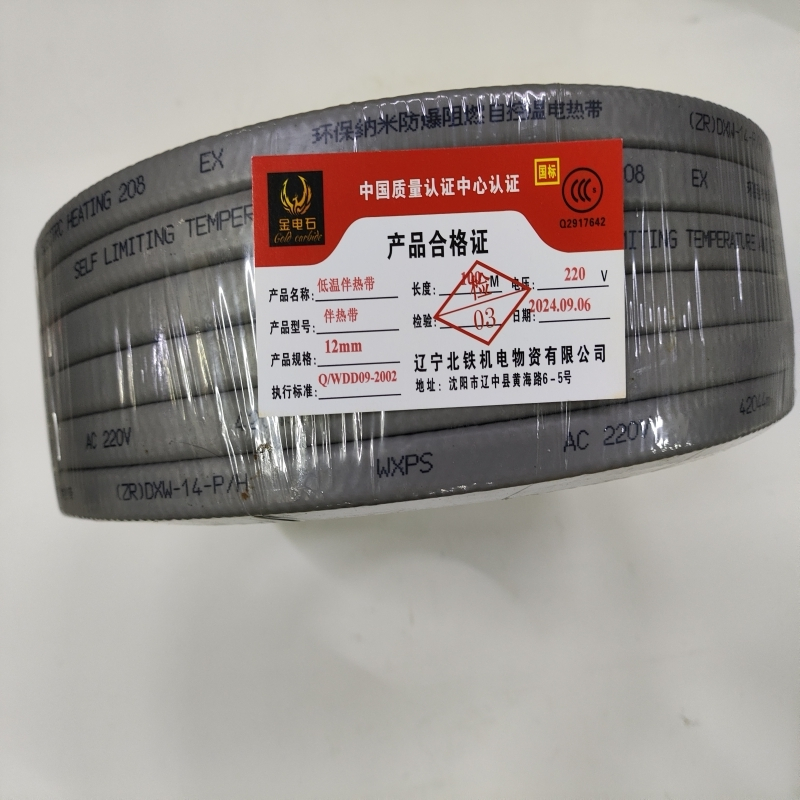 环保纳米防爆阻燃自控温电热带
(ZR)DXW-14-P
HEATING 208
EX
08
EX
SELF LIMITING TEMPER
ITING TEMPERATURE
金电石
Gold carbide
中国质量认证中心认证
国标
CCC
Q2917642
产品合格证
产品名称: 低温伴热带
长度: 100 M 电压: 220 V
产品型号: 伴热带
检验: 检 03 日期: 2024.09.06
产品规格: 12mm
执行标准: Q/WDD09-2002
辽宁北铁机电物资有限公司
地址: 沈阳市辽中县黄海路6-5号
AC 220V
AC 220V
42044
(ZR)DXW-14-P/H
WXPS